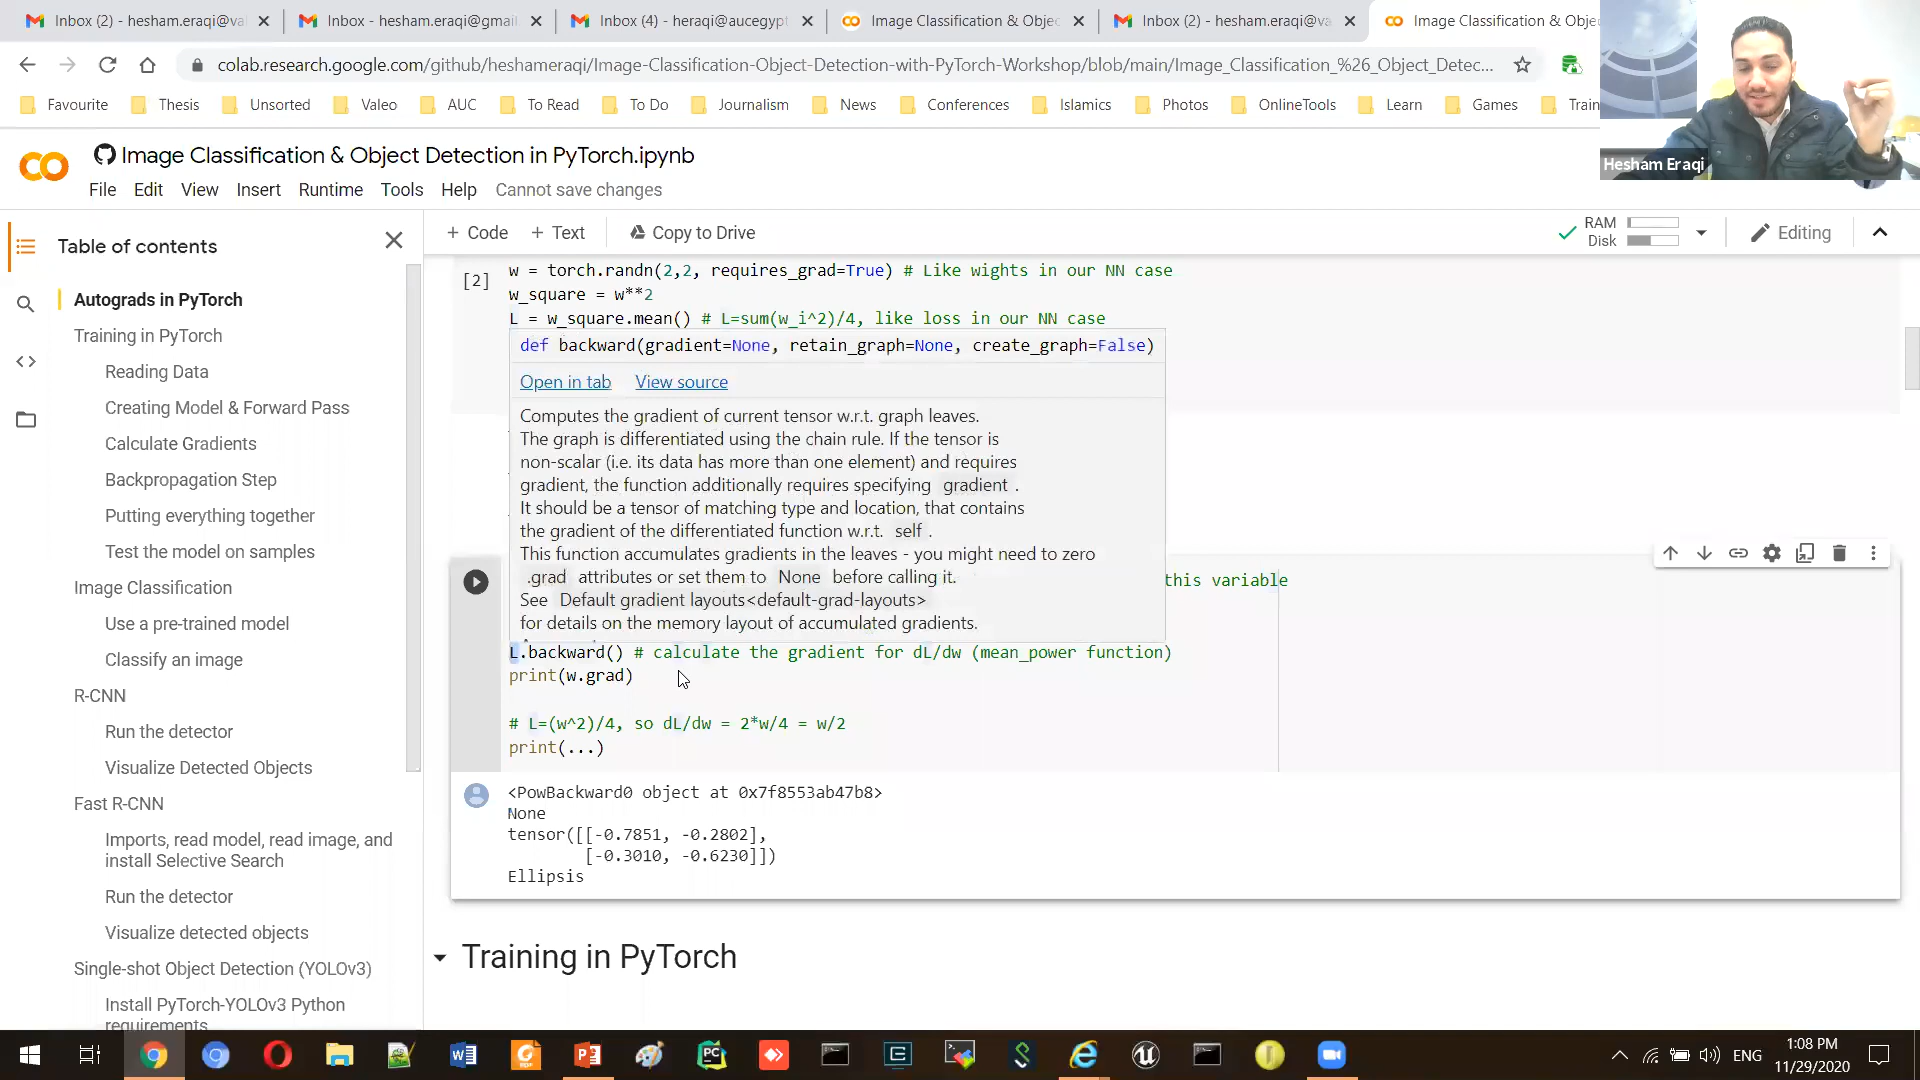 Inbox (2) - hesham.eraqi@va
Inbox - hesham.eraqi@gmail.
Inbox (4) - heraqi@aucegypt
Image Classification & Objec
Inbox (2) - hesham.eraqi@va
Image Classification & Obje
colab.research.google.com/github/heshameraqi/Image-Classification-Object-Detection-with-PyTorch-Workshop/blob/main/Image_Classification_%26_Object_Detec...
Favourite Thesis Unsorted Valeo AUC To Read To Do Journalism News Conferences Islamics Photos OnlineTools Learn Games Train
Hesham Eraqi
Image Classification & Object Detection in PyTorch.ipynb
File Edit View Insert Runtime Tools Help Cannot save changes
+ Code + Text Copy to Drive
RAM
Disk
Editing
Table of contents
Autograds in PyTorch
Training in PyTorch
Reading Data
Creating Model & Forward Pass
Calculate Gradients
Backpropagation Step
Putting everything together
Test the model on samples
Image Classification
Use a pre-trained model
Classify an image
R-CNN
Run the detector
Visualize Detected Objects
Fast R-CNN
Imports, read model, read image, and
install Selective Search
Run the detector
Visualize detected objects
Single-shot Object Detection (YOLOv3)
Install PyTorch-YOLOv3 Python
requirements
[2]
w = torch.randn(2,2, requires_grad=True) # Like wights in our NN case
w_square = w**2
L = w_square.mean() # L=sum(w_i^2)/4, like loss in our NN case
def backward(gradient=None, retain_graph=None, create_graph=False)
Open in tab View source
Computes the gradient of current tensor w.r.t. graph leaves.
The graph is differentiated using the chain rule. If the tensor is
non-scalar (i.e. its data has more than one element) and requires
gradient, the function additionally requires specifying gradient .
It should be a tensor of matching type and location, that contains
the gradient of the differentiated function w.r.t. self .
This function accumulates gradients in the leaves - you might need to zero
.grad attributes or set them to None before calling it.
See Default gradient layouts<default-grad-layouts>
for details on the memory layout of accumulated gradients.
this variable
L.backward() # calculate the gradient for dL/dw (mean_power function)
print(w.grad)
# L=(w^2)/4, so dL/dw = 2*w/4 = w/2
print(...)
<PowBackward0 object at 0x7f8553ab47b8>
None
tensor([[-0.7851, -0.2802],
[-0.3010, -0.6230]])
Ellipsis
Training in PyTorch
ENG
1:08 PM
11/29/2020